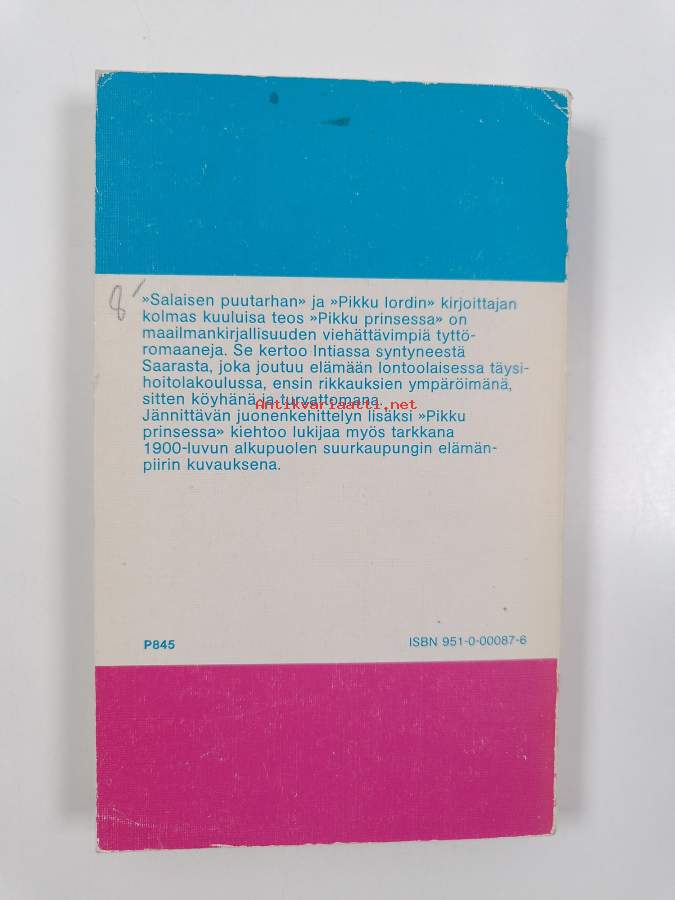 8'
»Salaisen puutarhan» ja »Pikku lordin» kirjoittajan
kolmas kuuluisa teos »Pikku prinsessa» on
maailmankirjallisuuden viehättävimpiä tyttö-
romaaneja. Se kertoo Intiassa syntyneestä
Saarasta, joka joutuu elämään lontoolaisessa täysi-
hoitolakoulussa, ensin rikkauksien ympäröimänä,
sitten köyhänä ja turvattomana.
Antikvariaatti.net
Jännittävän juonenkehittelyn lisäksi »Pikku
prinsessa» kiehtoo lukijaa myös tarkkana
1900-luvun alkupuolen suurkaupungin elämän-
piirin kuvauksena.
P845
ISBN 951-0-00087-6